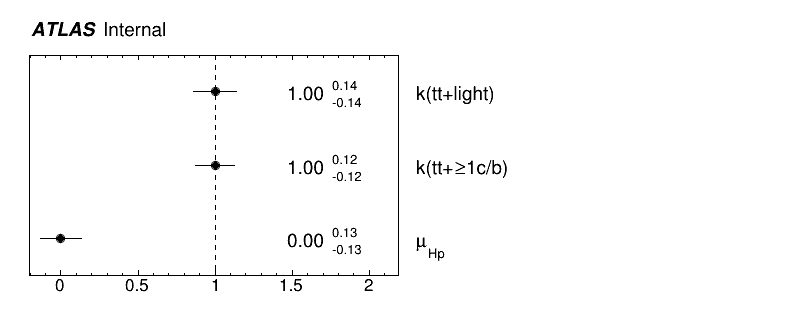 ATLAS Internal
1.00 0.14 -0.14 k(tt+light)
1.00 0.12 -0.12 k(tt+≥1c/b)
0.00 0.13 -0.13 μHp
0 0.5 1 1.5 2